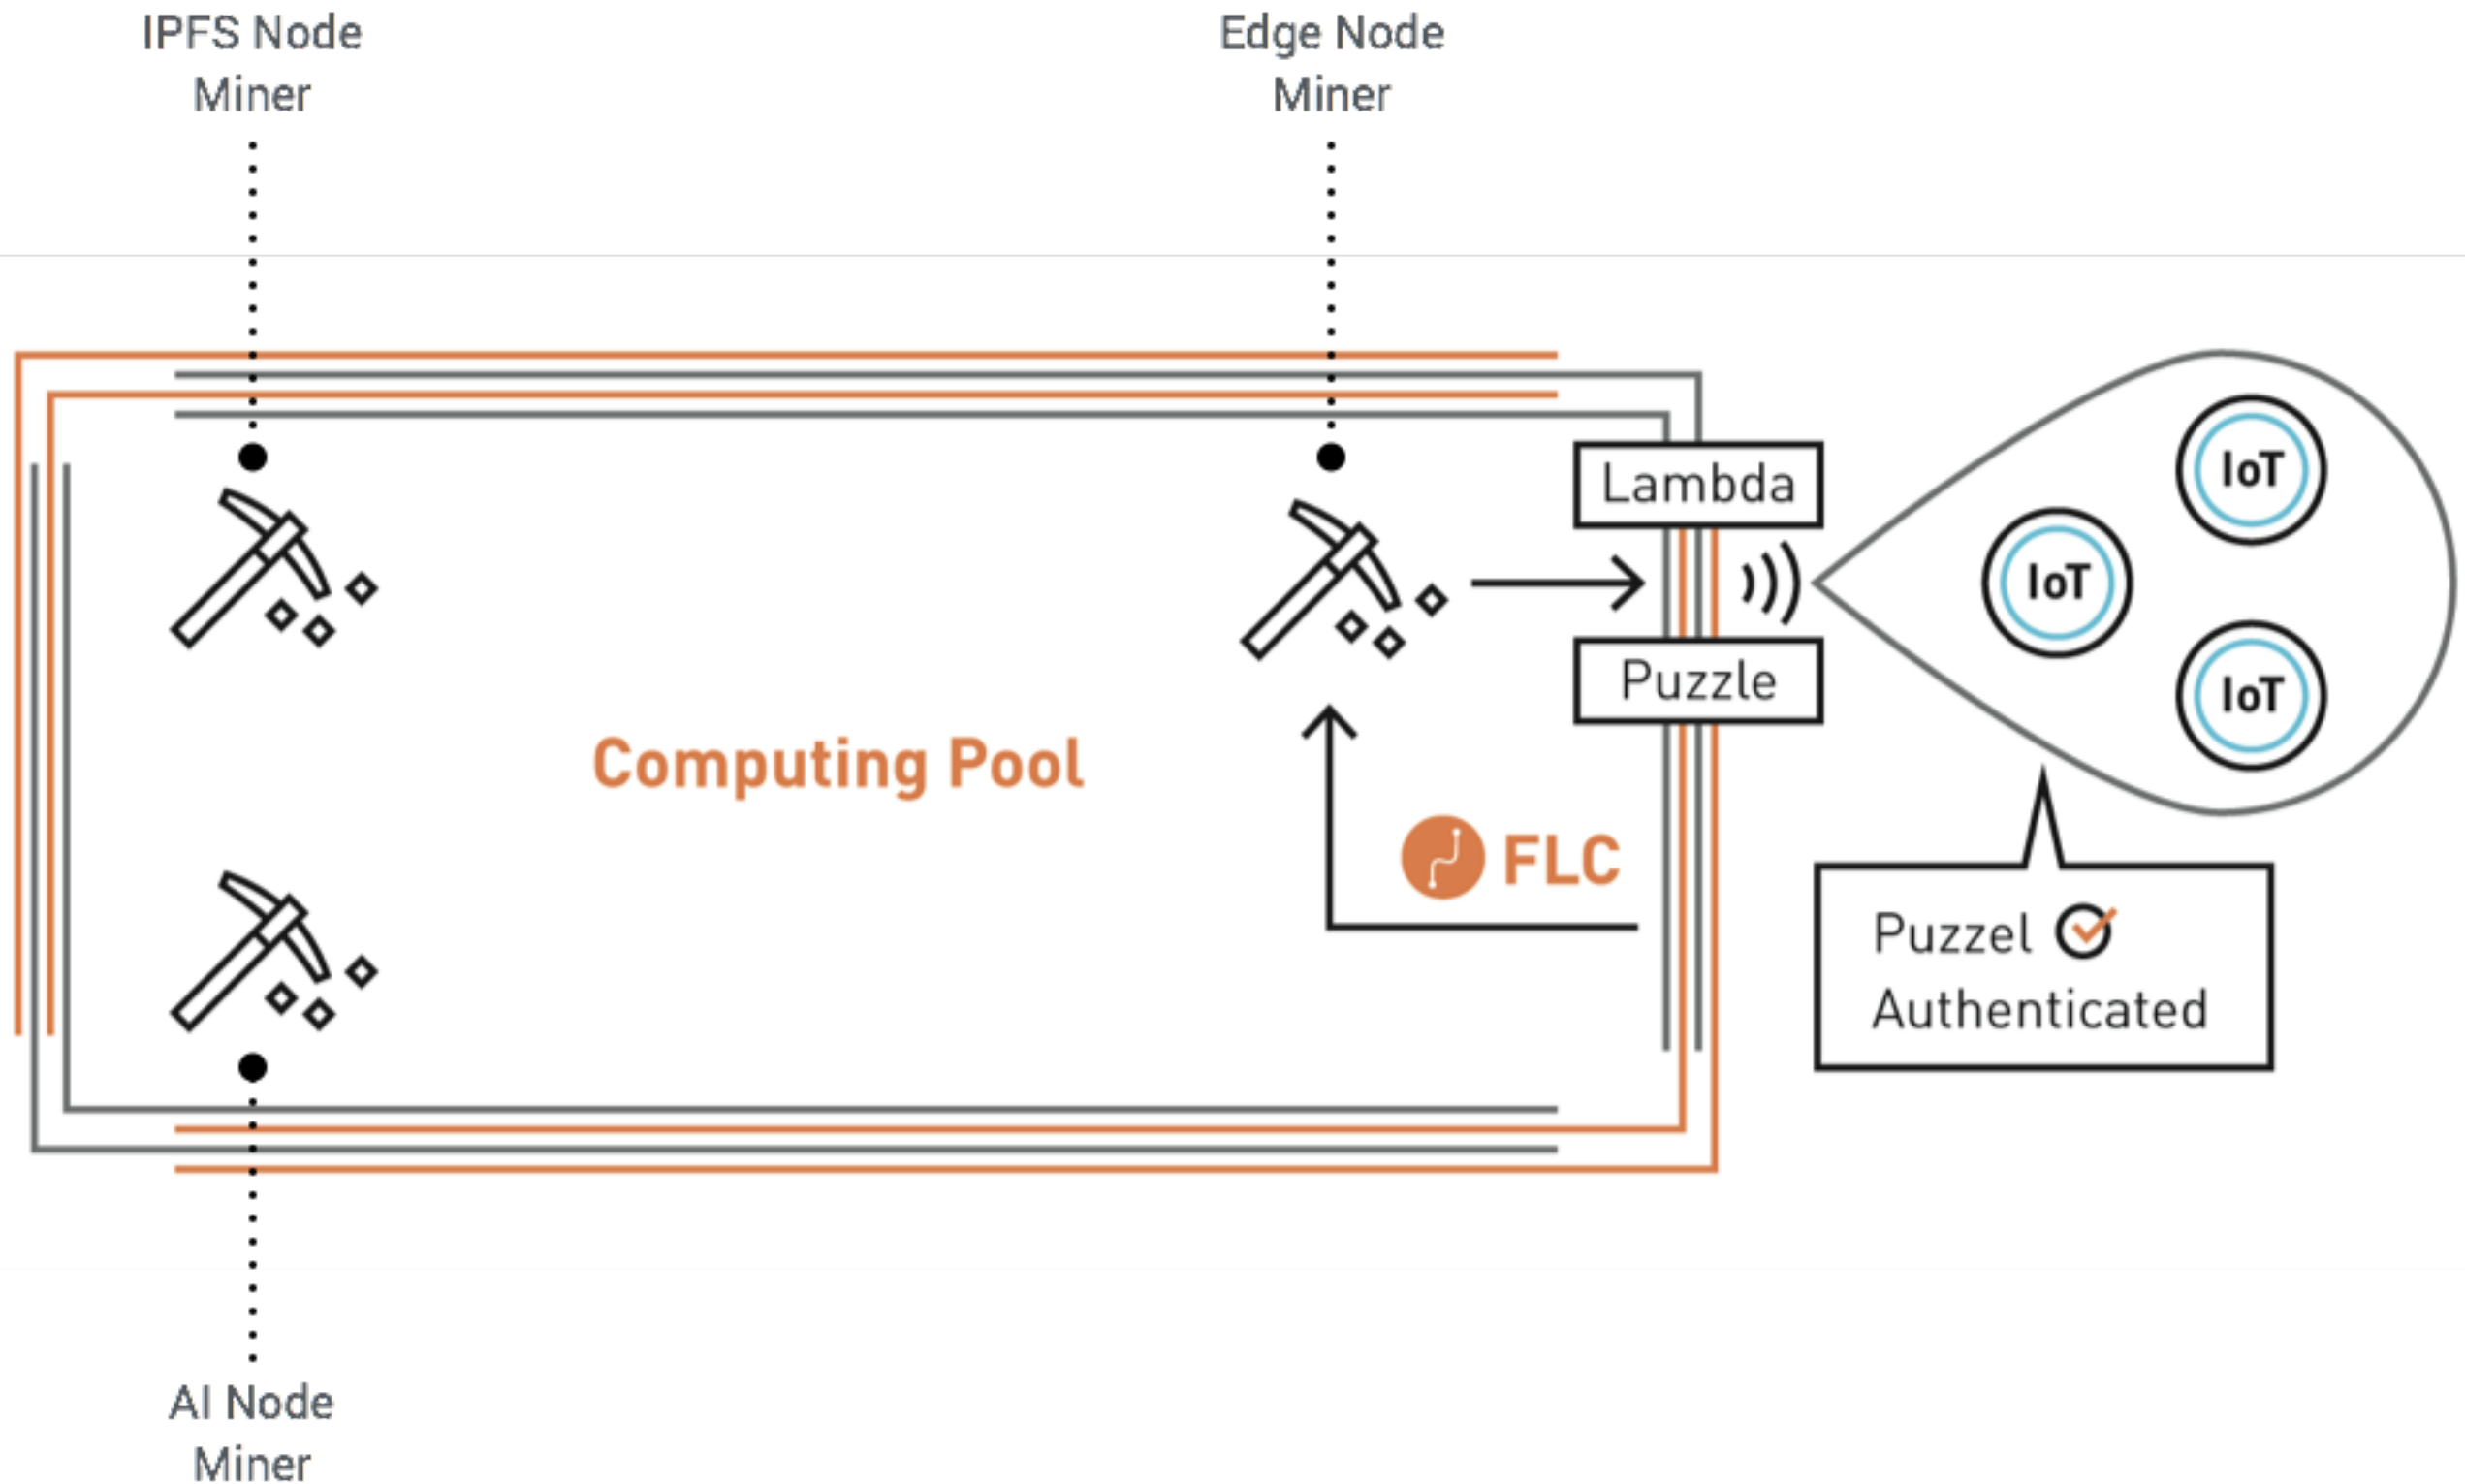 IPFS Node
Miner
Edge Node
Miner
Lambda
IoT
IoT
IoT
Puzzle
Computing Pool
FLC
Puzzel
Authenticated
AI Node
Miner